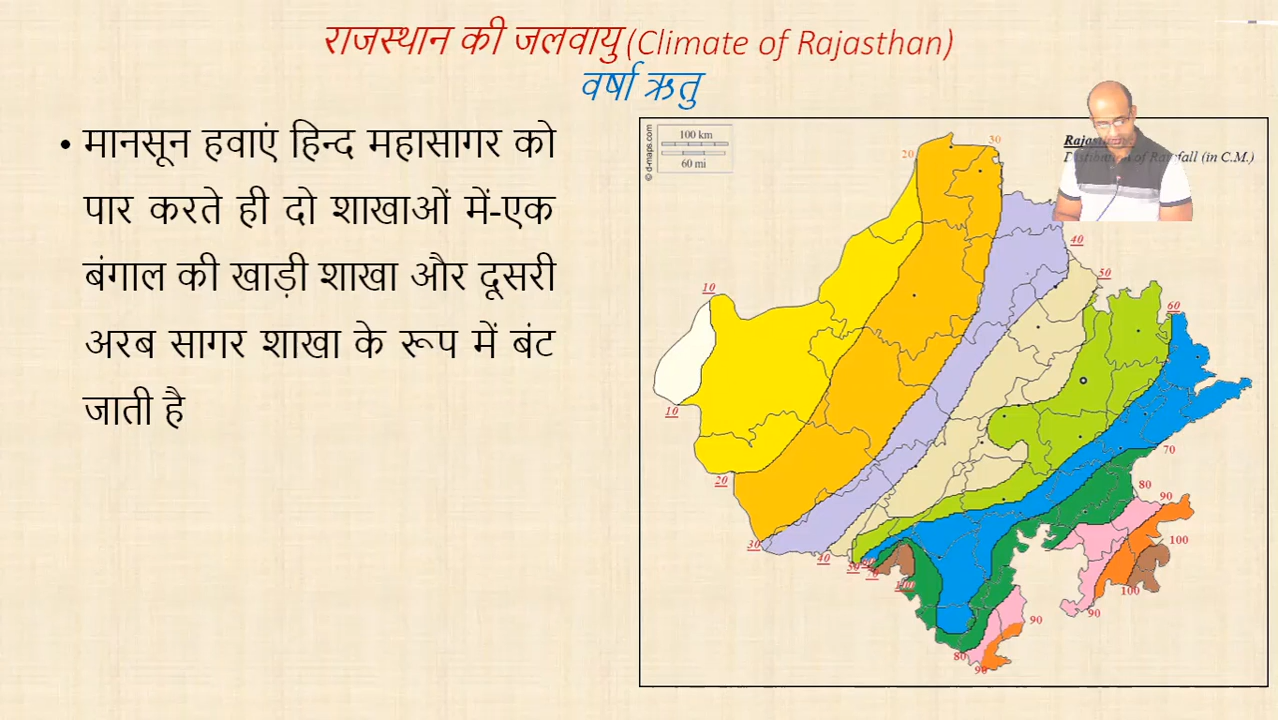 राजस्थान की जलवायु (Climate of Rajasthan)
वर्षा ऋतु
• मानसून हवाएं हिन्द महासागर को
पार करते ही दो शाखाओं में-एक
बंगाल की खाड़ी शाखा और दूसरी
अरब सागर शाखा के रूप में बंट
जाती है
© d-maps.com
100 km
60 mi
of Rainfall (in C.M.)
20
30
40
50
10
60
10
70
20
80
90
30
40
50
70
100
100
90
90
80
90